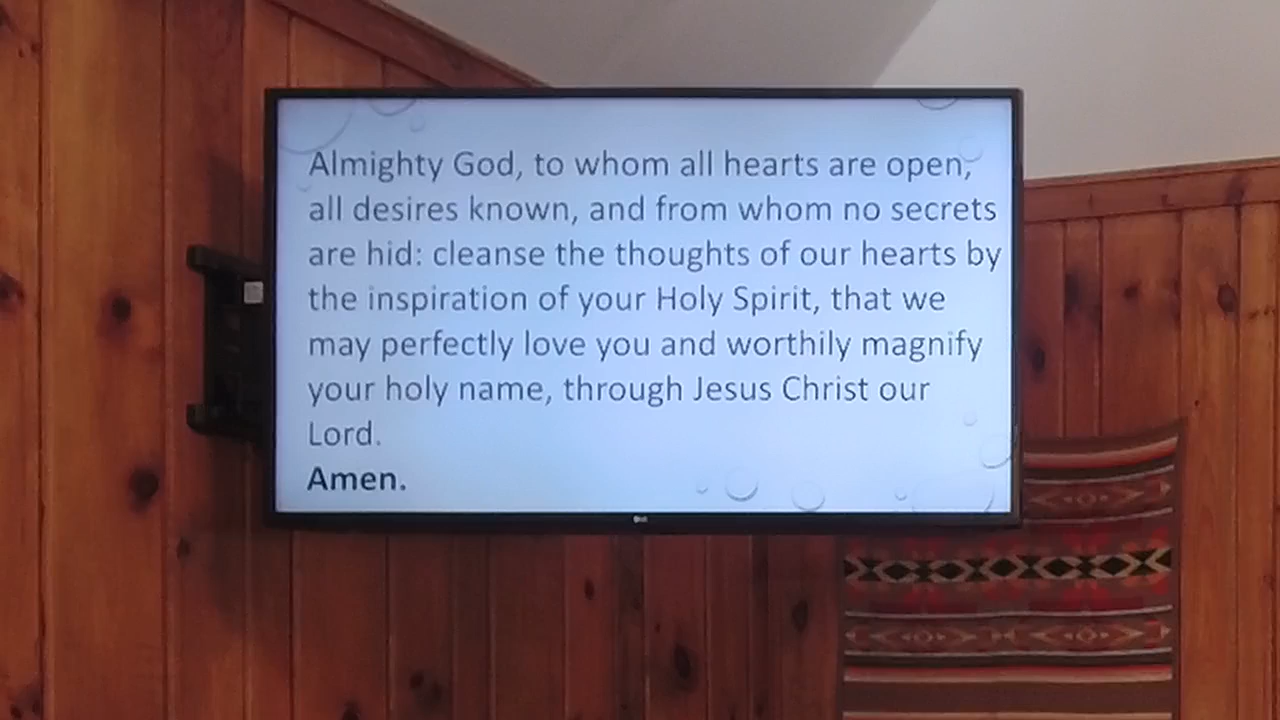 Almighty God, to whom all hearts are open,
all desires known, and from whom no secrets
are hid: cleanse the thoughts of our hearts by
the inspiration of your Holy Spirit, that we
may perfectly love you and worthily magnify
your holy name, through Jesus Christ our
Lord.
Amen.